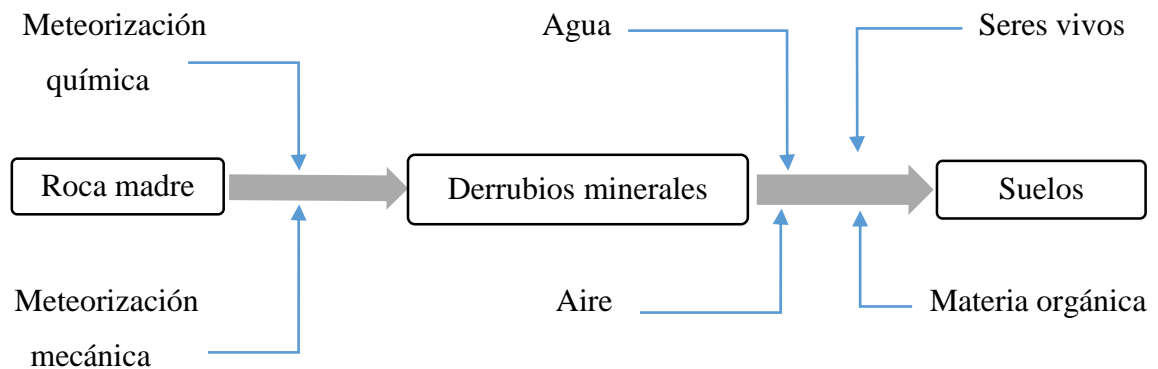 Meteorización
química
Agua
Seres vivos
Roca madre
Derrubios minerales
Suelos
Meteorización
mecánica
Aire
Materia orgánica